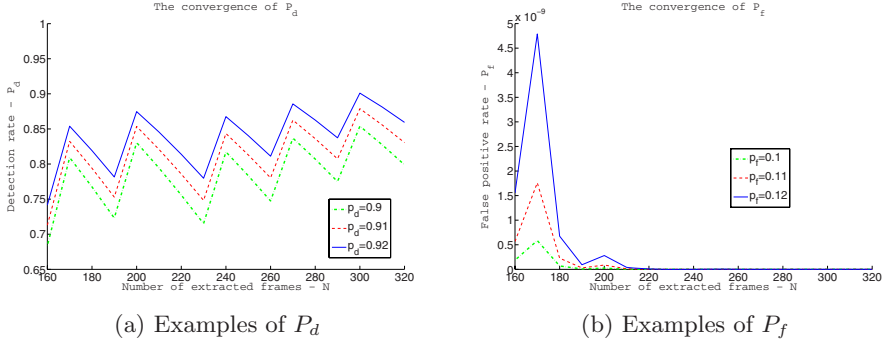 The convergence of P_d
Detection rate - P_d
1
0.95
0.9
0.85
0.8
0.75
0.7
0.65
160 180 200 220 240 260 280 300 320
Number of extracted frames - N
p_d=0.9
p_d=0.91
p_d=0.92
(a) Examples of P_d
The convergence of P_f
x 10^-9
False positive rate - P_f
5
4.5
4
3.5
3
2.5
2
1.5
1
0.5
0
160 180 200 220 240 260 280 300 320
Number of extracted frames - N
p_f=0.1
p_f=0.11
p_f=0.12
(b) Examples of P_f